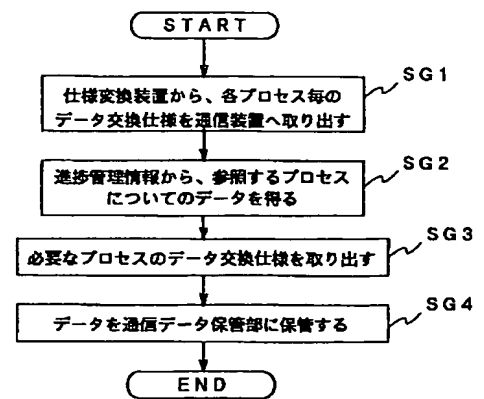 START
SG1
仕様変換装置から、各プロセス毎の
データ交換仕様を通信装置へ取り出す
SG2
進捗管理情報から、参照するプロセス
についてのデータを得る
SG3
必要なプロセスのデータ交換仕様を取り出す
SG4
データを通信データ保管部に保管する
END